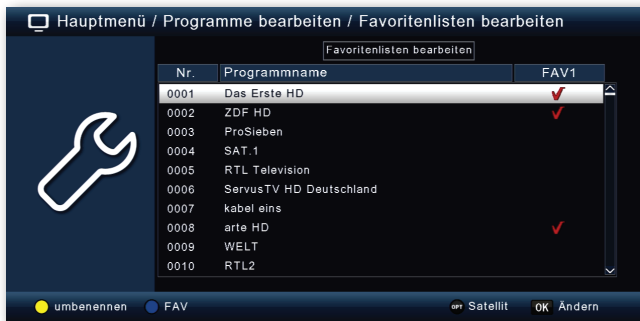 Hauptmenü / Programme bearbeiten / Favoritenlisten bearbeiten
Favoritenlisten bearbeiten
Nr. Programmname FAV1
0001 Das Erste HD
0002 ZDF HD
0003 ProSieben
0004 SAT.1
0005 RTL Television
0006 ServusTV HD Deutschland
0007 kabel eins
0008 arte HD
0009 WELT
0010 RTL2
umbenennen FAV OPT Satellit OK Ändern